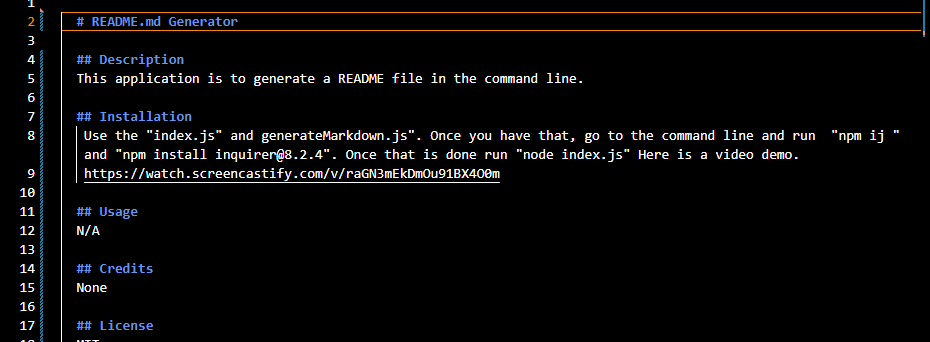 1
2 # README.md Generator
3
4 ## Description
5 This application is to generate a README file in the command line.
6
7 ## Installation
8 Use the "index.js" and generateMarkdown.js". Once you have that, go to the command line and run  "npm ij "
and "npm install inquirer@8.2.4". Once that is done run "node index.js" Here is a video demo.
9 https://watch.screencastify.com/v/raGN3mEkDmOu91BX4O0m
10
11 ## Usage
12 N/A
13
14 ## Credits
15 None
16
17 ## License
18 MIT